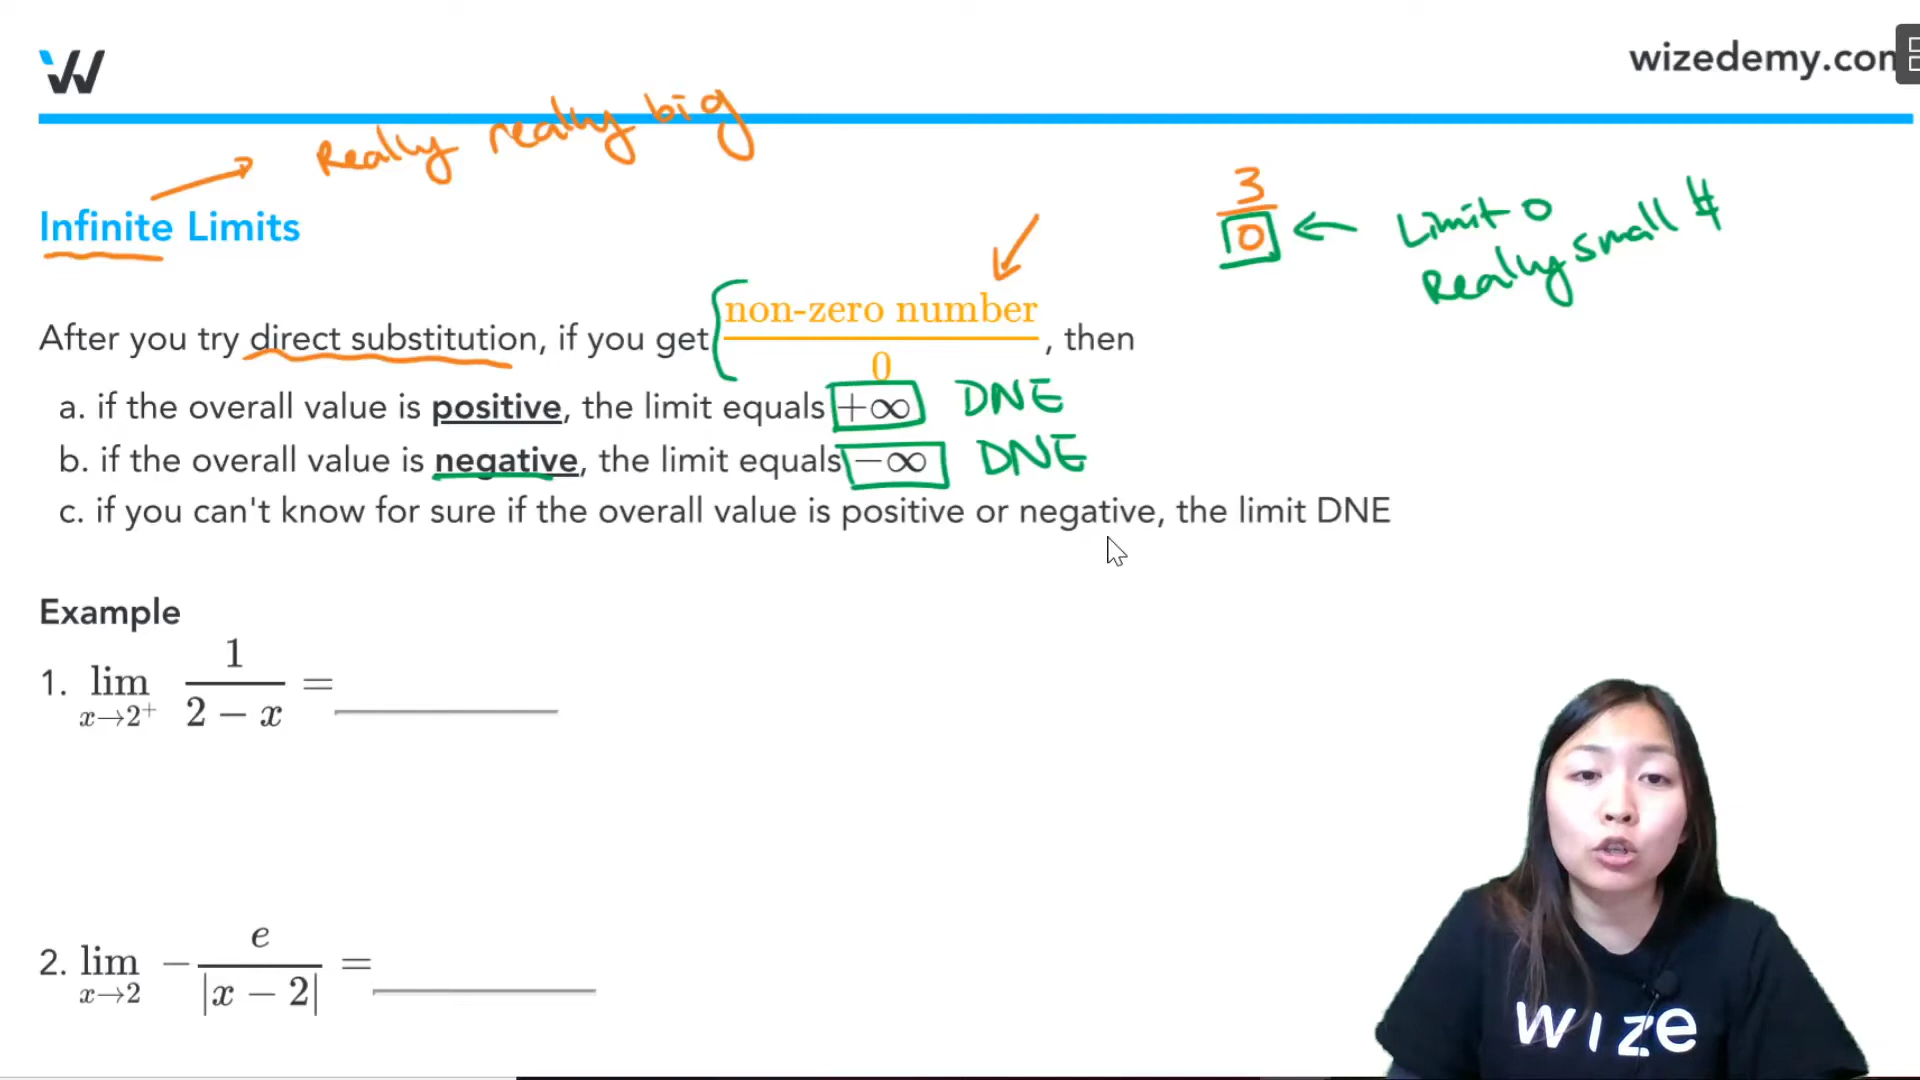 wizedemy.com
Really really big
Infinite Limits
3
0
Limit 0
Really small #
After you try direct substitution, if you get non-zero number / 0, then
a. if the overall value is positive, the limit equals +∞ DNE
b. if the overall value is negative, the limit equals −∞ DNE
c. if you can't know for sure if the overall value is positive or negative, the limit DNE
Example
1. lim x→2⁺ 1 / 2 − x =
2. lim x→2 − e / |x − 2| =
wize